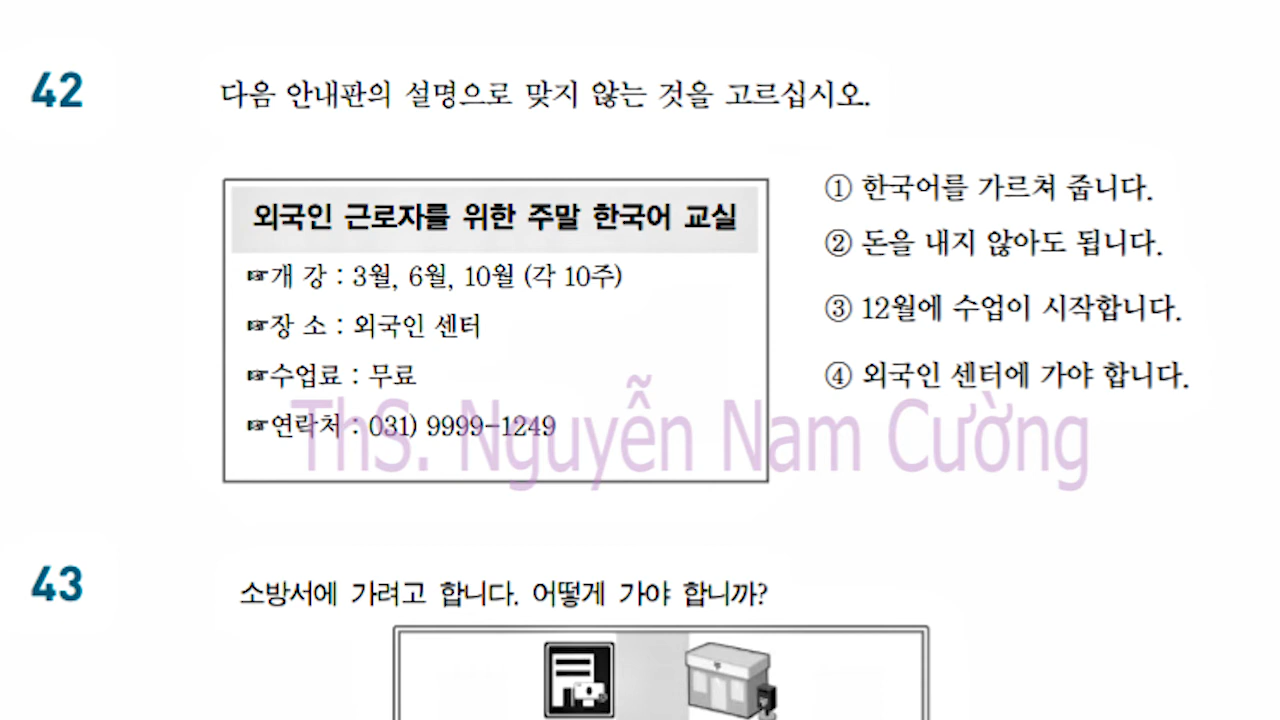 42
다음 안내판의 설명으로 맞지 않는 것을 고르십시오.
외국인 근로자를 위한 주말 한국어 교실
☞개 강 : 3월, 6월, 10월 (각 10주)
☞장 소 : 외국인 센터
☞수업료 : 무료
☞연락처 : 031) 9999-1249
① 한국어를 가르쳐 줍니다.
② 돈을 내지 않아도 됩니다.
③ 12월에 수업이 시작합니다.
④ 외국인 센터에 가야 합니다.
ThS. Nguyễn Nam Cường
43
소방서에 가려고 합니다. 어떻게 가야 합니까?